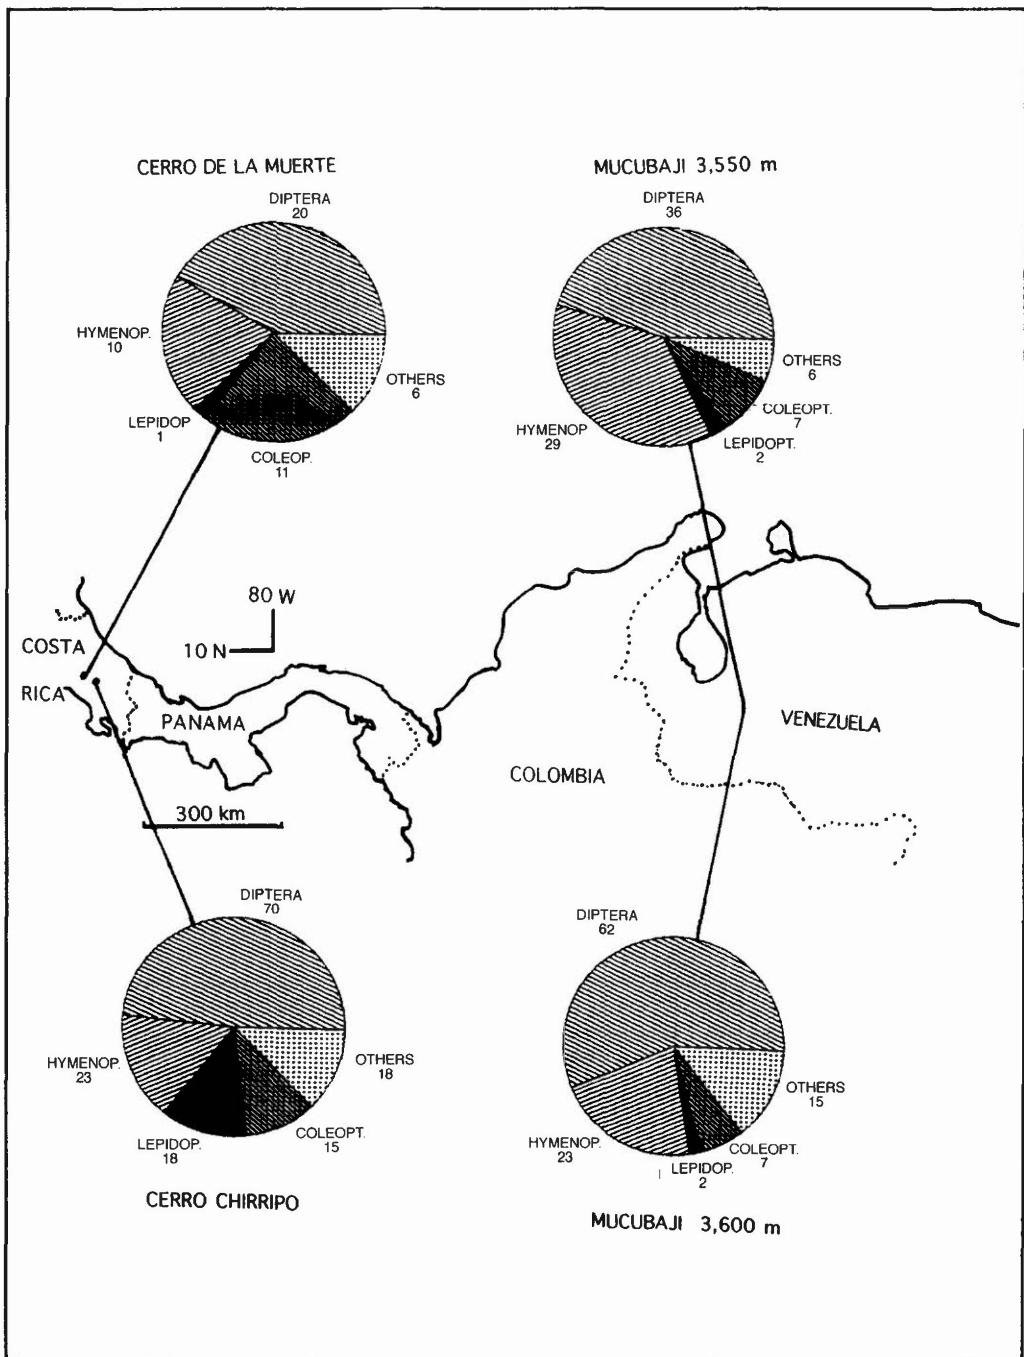 CERRO DE LA MUERTE
DIPTERA
20
HYMENOP.
10
LEPIDOP
1
COLEOP.
11
OTHERS
6
MUCUBAJI 3,550 m
DIPTERA
36
HYMENOP
29
OTHERS
6
COLEOPT.
7
LEPIDOPT.
2
80 W
10 N
COSTA
RICA
PANAMA
300 km
COLOMBIA
VENEZUELA
DIPTERA
70
HYMENOP.
23
LEPIDOP.
18
COLEOPT.
15
OTHERS
18
CERRO CHIRRIPO
DIPTERA
62
HYMENOP.
23
LEPIDOP.
2
COLEOPT.
7
OTHERS
15
MUCUBAJI 3,600 m